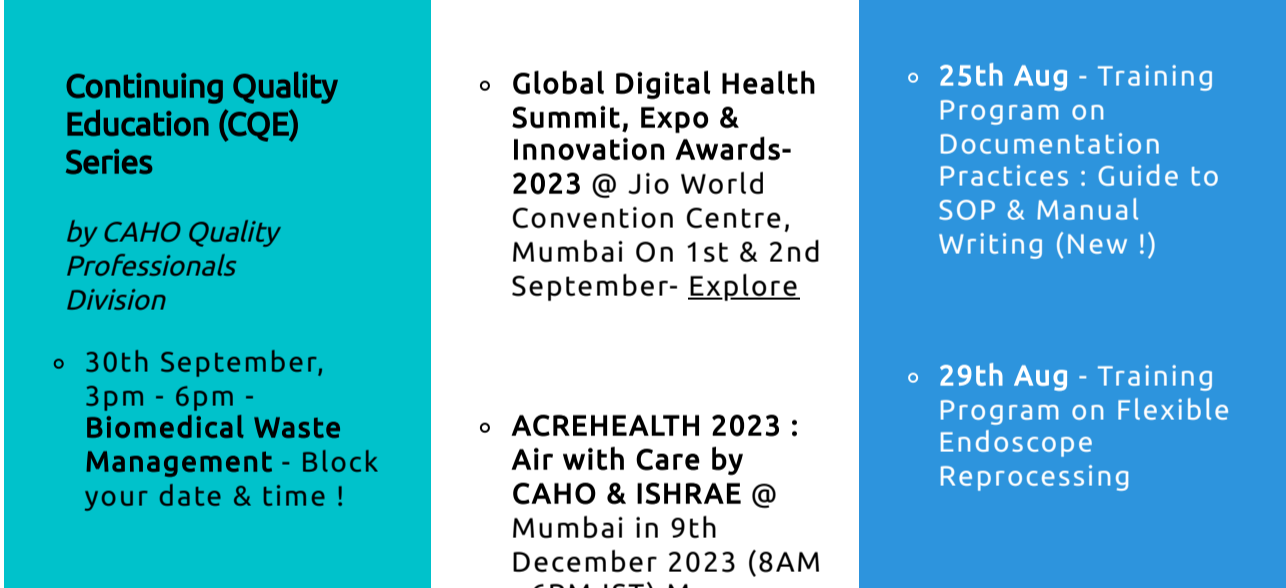 Continuing Quality
Education (CQE)
Series
by CAHO Quality
Professionals
Division
30th September,
3pm - 6pm -
Biomedical Waste
Management - Block
your date & time !
Global Digital Health
Summit, Expo &
Innovation Awards-
2023 @ Jio World
Convention Centre,
Mumbai On 1st & 2nd
September- Explore
ACREHEALTH 2023 :
Air with Care by
CAHO & ISHRAE @
Mumbai in 9th
December 2023 (8AM
25th Aug - Training
Program on
Documentation
Practices : Guide to
SOP & Manual
Writing (New !)
29th Aug - Training
Program on Flexible
Endoscope
Reprocessing